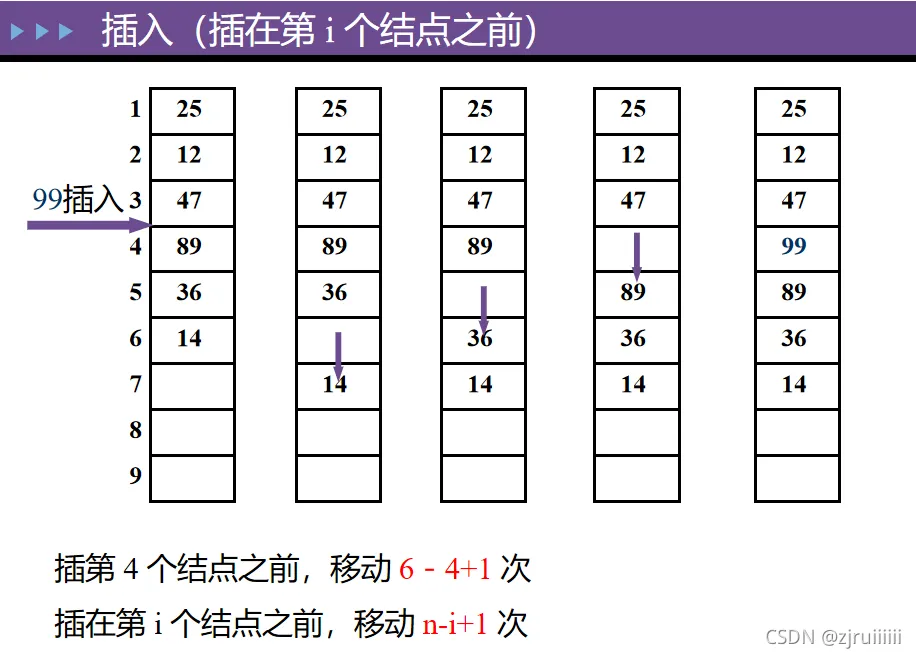 插入（插在第 i 个结点之前）
1 25 25 25 25 25
2 12 12 12 12 12
99插入 3 47 47 47 47 47
4 89 89 89 99
5 36 36 89 89
6 14 36 36 36
7 14 14 14 14
8
9
插第 4 个结点之前，移动 6 - 4+1 次
插在第 i 个结点之前，移动 n-i+1 次
CSDN @zjruiiiiii